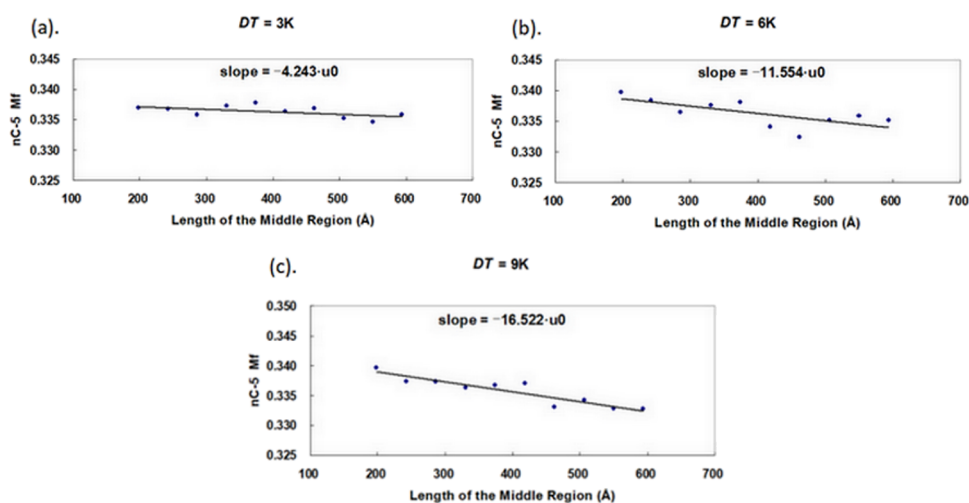 (a).
DT = 3K
slope = −4.243·u0
nC-5 Mf
0.345
0.340
0.335
0.330
0.325
100 200 300 400 500 600 700
Length of the Middle Region (Å)
(b).
DT = 6K
slope = −11.554·u0
nC-5 Mf
0.345
0.340
0.335
0.330
0.325
100 200 300 400 500 600 700
Length of the Middle Region (Å)
(c).
DT = 9K
slope = −16.522·u0
nC-5 Mf
0.350
0.345
0.340
0.335
0.330
0.325
100 200 300 400 500 600 700
Length of the Middle Region (Å)